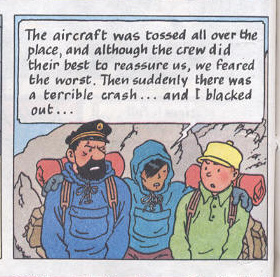 The aircraft was tossed all over the
place, and although the crew did
their best to reassure us, we feared
the worst. Then suddenly there was
a terrible crash... and I blacked
out...